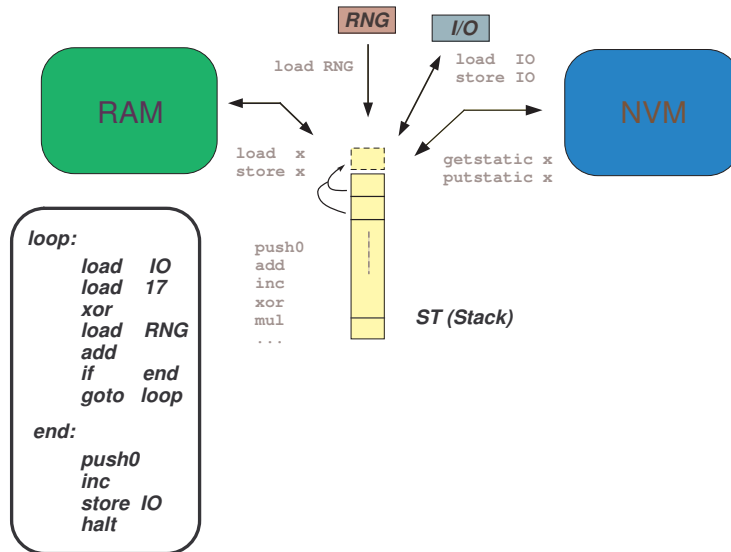 RNG
I/O
load RNG
load IO
store IO
RAM
NVM
load x
store x
getstatic x
putstatic x
push0
add
inc
xor
mul
...
ST (Stack)
loop:
load IO
load 17
xor
load RNG
add
if end
goto loop
end:
push0
inc
store IO
halt